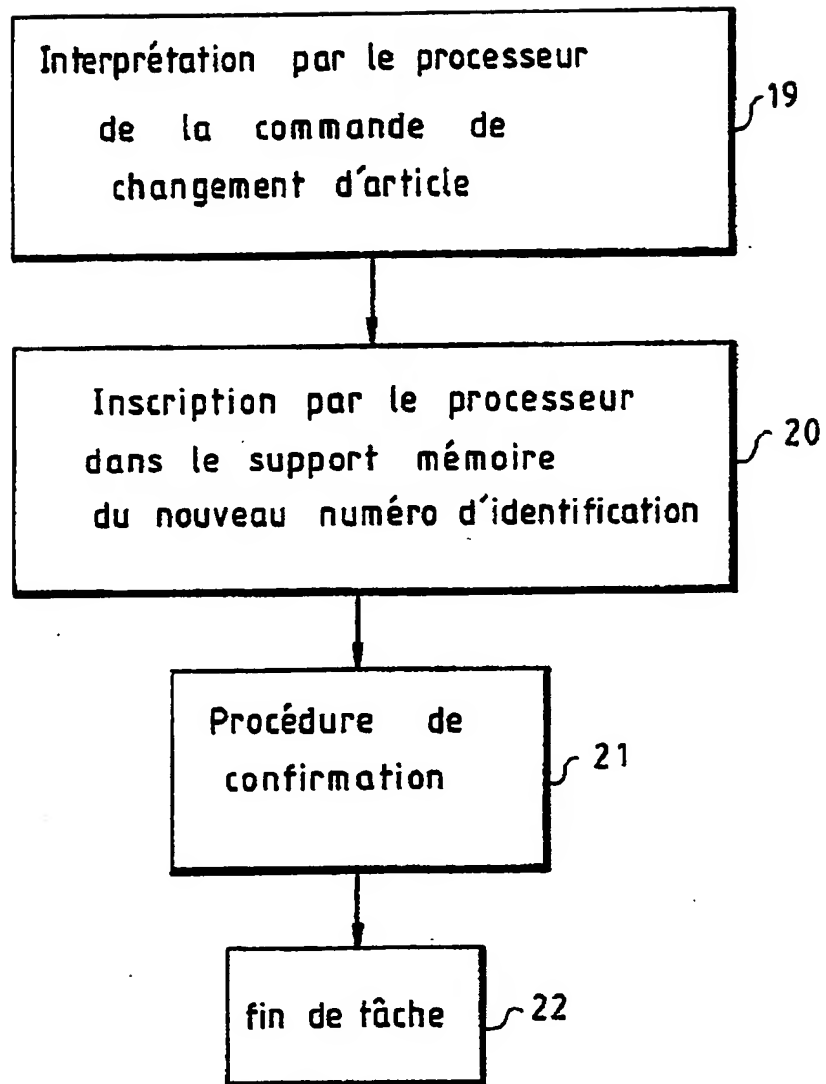 Interprétation par le processeur
de la commande de
changement d'article
19
Inscription par le processeur
dans le support mémoire
du nouveau numéro d'identification
20
Procédure de
confirmation
21
fin de tâche
22